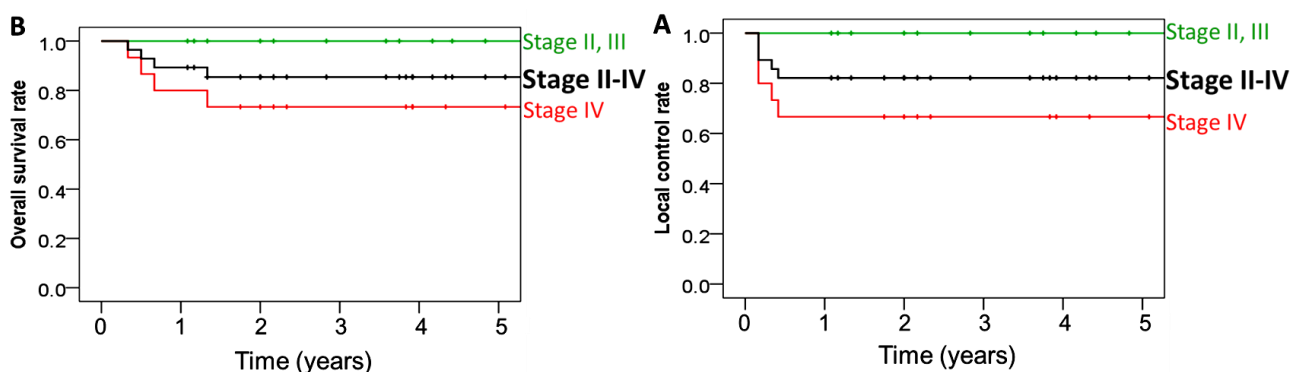 B
Overall survival rate
1.0
0.8
0.6
0.4
0.2
0.0
0 1 2 3 4 5
Time (years)
Stage II, III
Stage II-IV
Stage IV
A
Local control rate
1.0
0.8
0.6
0.4
0.2
0.0
0 1 2 3 4 5
Time (years)
Stage II, III
Stage II-IV
Stage IV